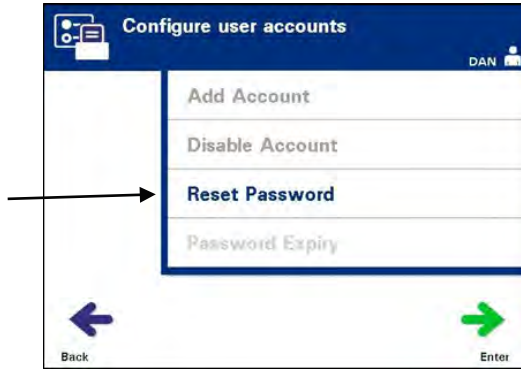 Configure user accounts
DAN
Add Account
Disable Account
Reset Password
Password Expiry
Back
Enter